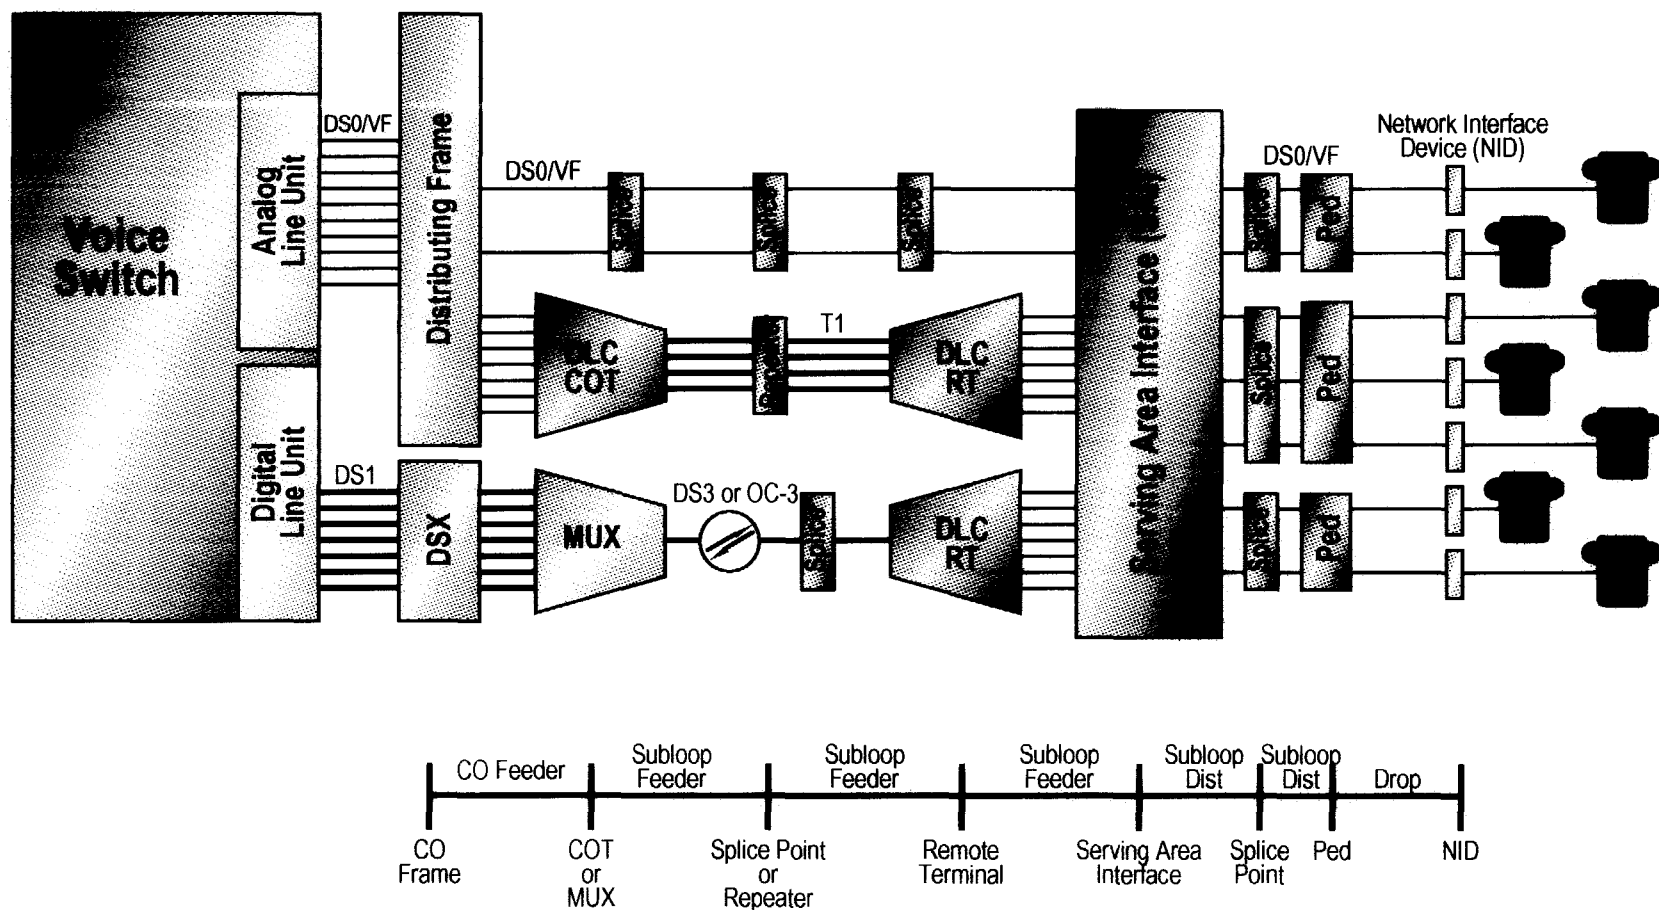 Voice
Switch
Analog
Line Unit
Digital
Line Unit
DS0/VF
DS1
Distributing Frame
DSX
DS0/VF
Splice
Splice
Splice
DLC
COT
Repeater
T1
DLC
RT
MUX
DS3 or OC-3
Splice
DLC
RT
Serving Area Interface
DS0/VF
Splice
Ped
Splice
Ped
Splice
Ped
Network Interface
Device (NID)
CO Feeder
Subloop
Feeder
Subloop
Feeder
Subloop
Feeder
Subloop
Dist
Subloop
Dist
Drop
CO
Frame
COT
or
MUX
Splice Point
or
Repeater
Remote
Terminal
Serving Area
Interface
Splice
Point
Ped
NID